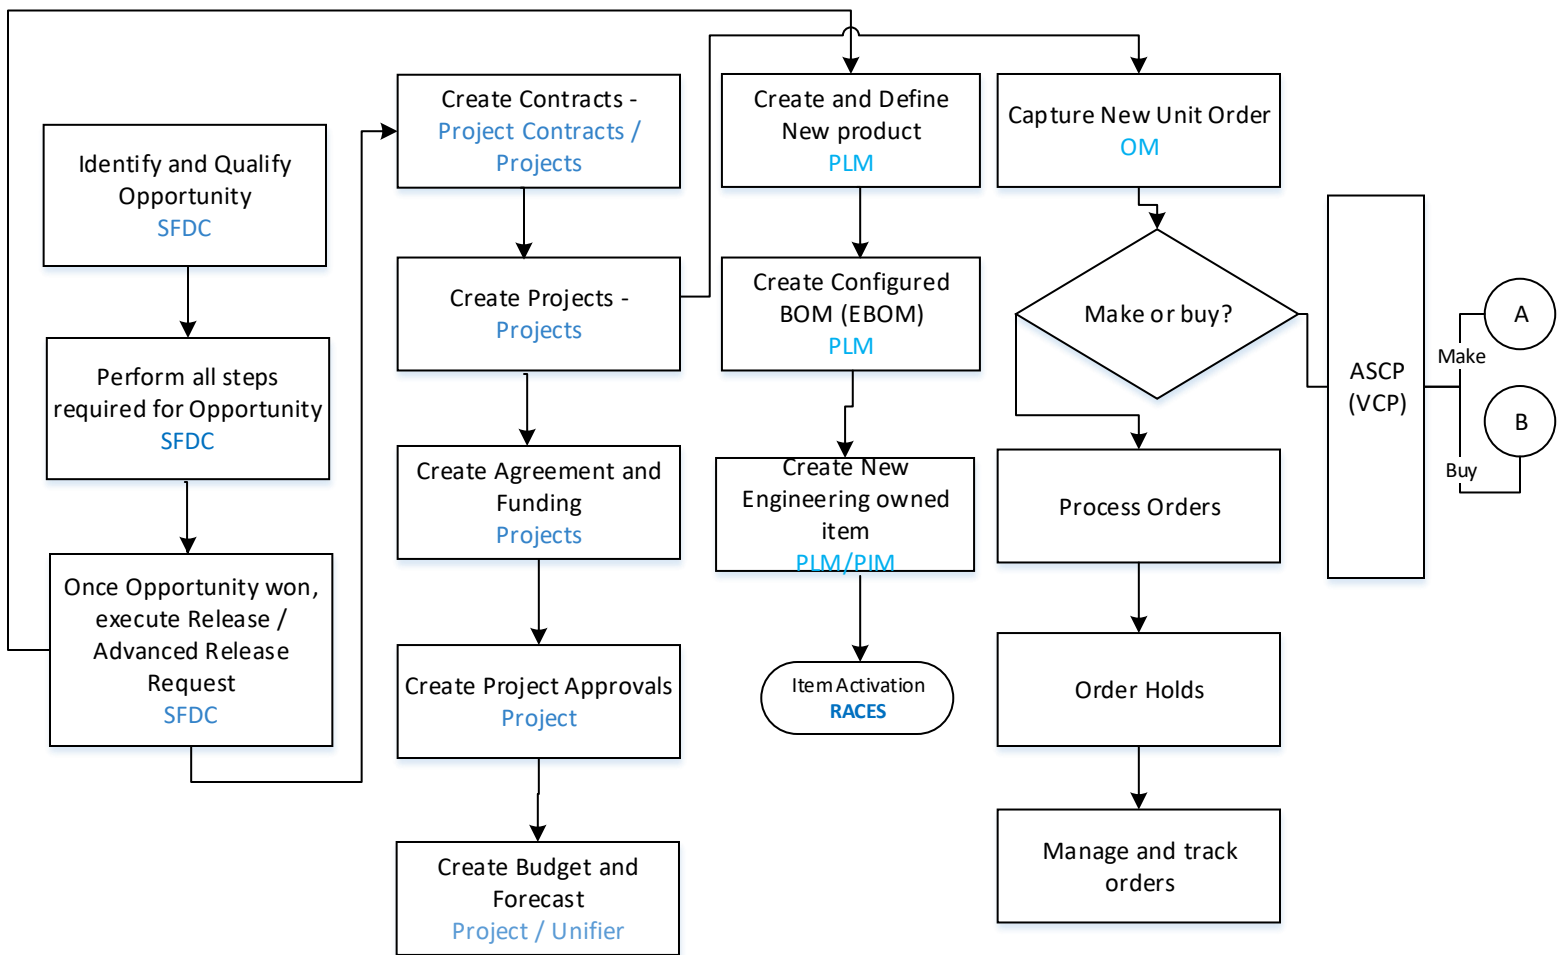 Identify and Qualify
Opportunity
SFDC
Perform all steps
required for Opportunity
SFDC
Once Opportunity won,
execute Release /
Advanced Release
Request
SFDC
Create Contracts -
Project Contracts /
Projects
Create Projects -
Projects
Create Agreement and
Funding
Projects
Create Project Approvals
Project
Create Budget and
Forecast
Project / Unifier
Create and Define
New product
PLM
Create Configured
BOM (EBOM)
PLM
Create New
Engineering owned
item
PLM/PIM
Item Activation
RACES
Capture New Unit Order
OM
Make or buy?
Process Orders
Order Holds
Manage and track
orders
ASCP
(VCP)
Make
Buy
A
B